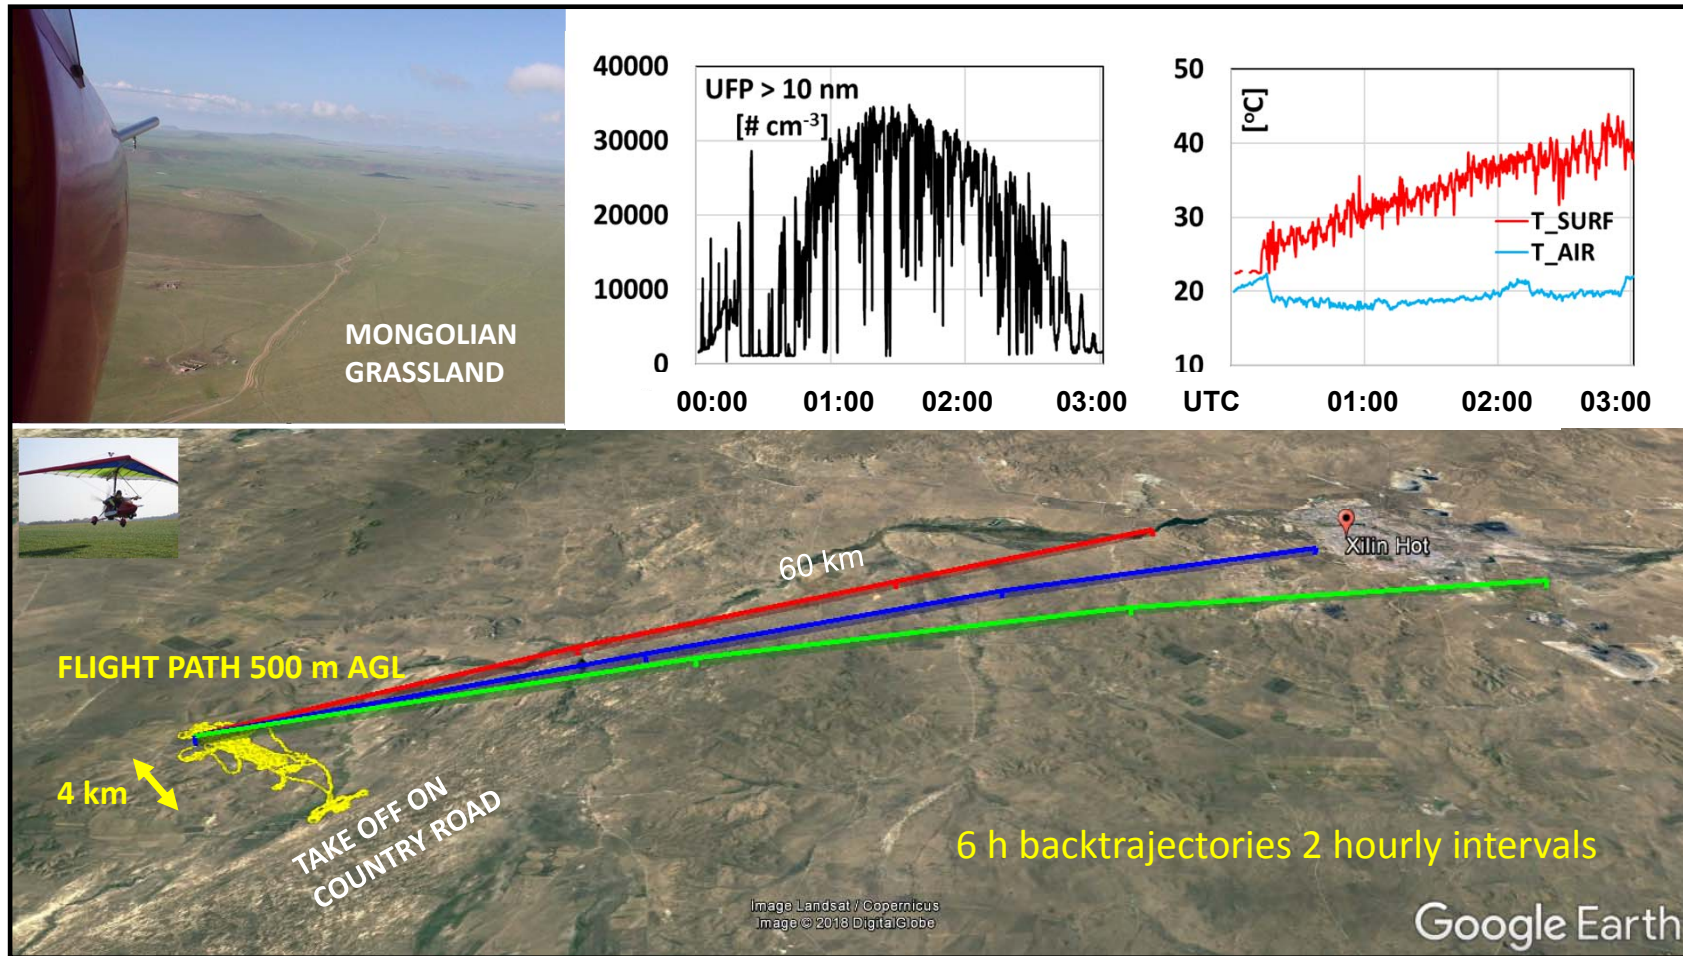 MONGOLIAN
GRASSLAND
40000
30000
20000
10000
0
UFP > 10 nm
[# cm-3]
00:00 01:00 02:00 03:00
50
40
30
20
10
[oC]
T_SURF
T_AIR
UTC 01:00 02:00 03:00
60 km
Xilin Hot
FLIGHT PATH 500 m AGL
4 km
TAKE OFF ON
COUNTRY ROAD
6 h backtrajectories 2 hourly intervals
Image Landsat / Copernicus
Image © 2018 DigitalGlobe
Google Earth